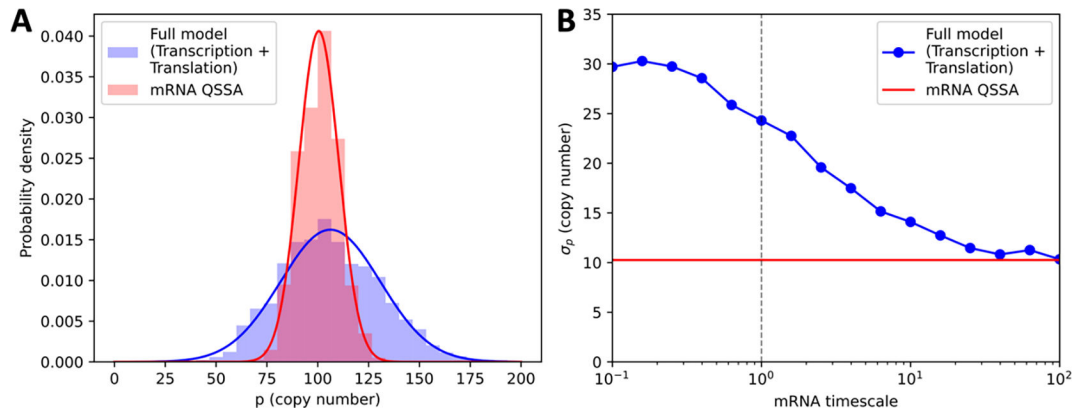 A
Full model
(Transcription +
Translation)
mRNA QSSA
Probability density
0.040
0.035
0.030
0.025
0.020
0.015
0.010
0.005
0.000
0 25 50 75 100 125 150 175 200
p (copy number)
B
Full model
(Transcription +
Translation)
mRNA QSSA
σp (copy number)
35
30
25
20
15
10
5
0
10⁻¹ 10⁰ 10¹ 10²
mRNA timescale